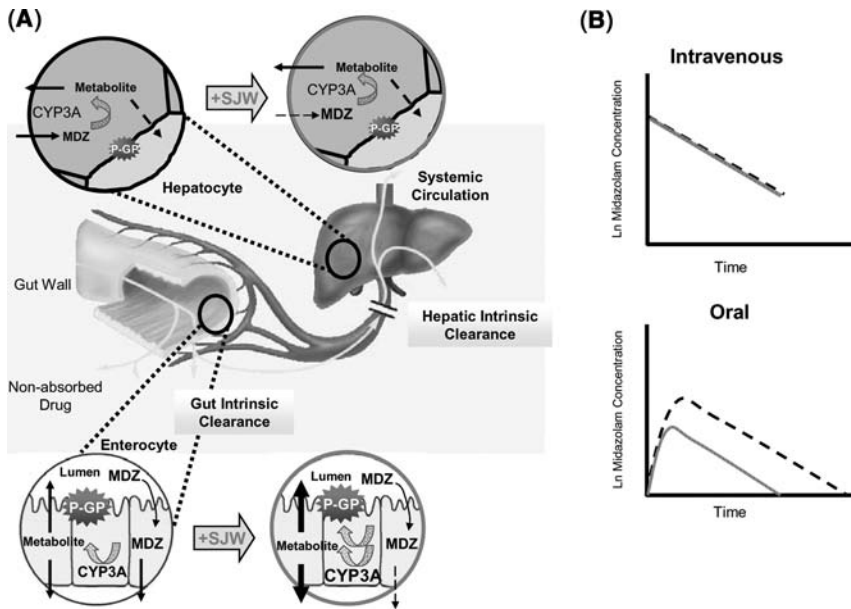 (A)
Metabolite
CYP3A
MDZ
P-GP
+SJW
Metabolite
CYP3A
MDZ
P-GP
Hepatocyte
Systemic
Circulation
Gut Wall
Hepatic Intrinsic
Clearance
Non-absorbed
Drug
Gut Intrinsic
Clearance
Enterocyte
Lumen
MDZ
P-GP
Metabolite
MDZ
CYP3A
+SJW
Lumen
MDZ
P-GP
Metabolite
MDZ
CYP3A
(B)
Intravenous
Ln Midazolam Concentration
Time
Oral
Ln Midazolam Concentration
Time